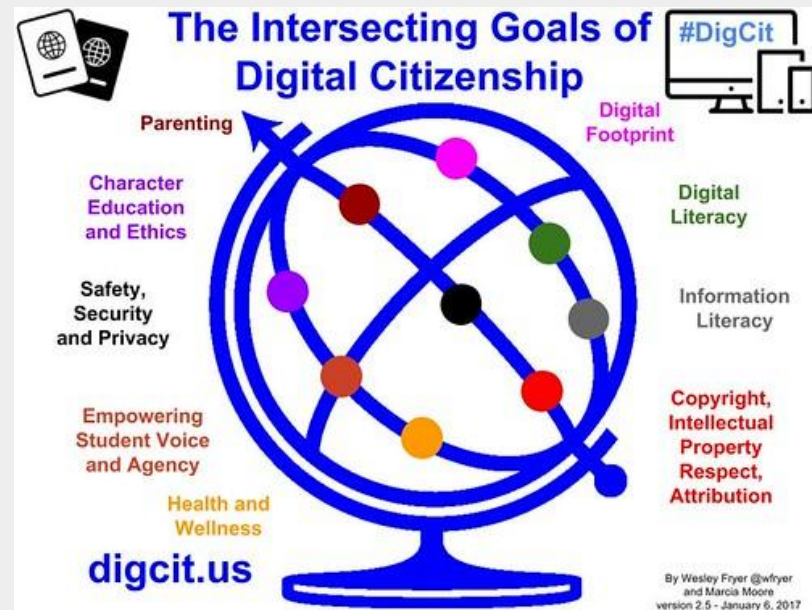 The Intersecting Goals of
Digital Citizenship
#DigCit
Parenting
Digital
Footprint
Character
Education
and Ethics
Digital
Literacy
Safety,
Security
and Privacy
Information
Literacy
Empowering
Student Voice
and Agency
Copyright,
Intellectual
Property
Respect,
Attribution
Health and
Wellness
digcit.us
By Wesley Fryer @wfryer
and Marcia Moore
version 2.5 - January 6, 2017